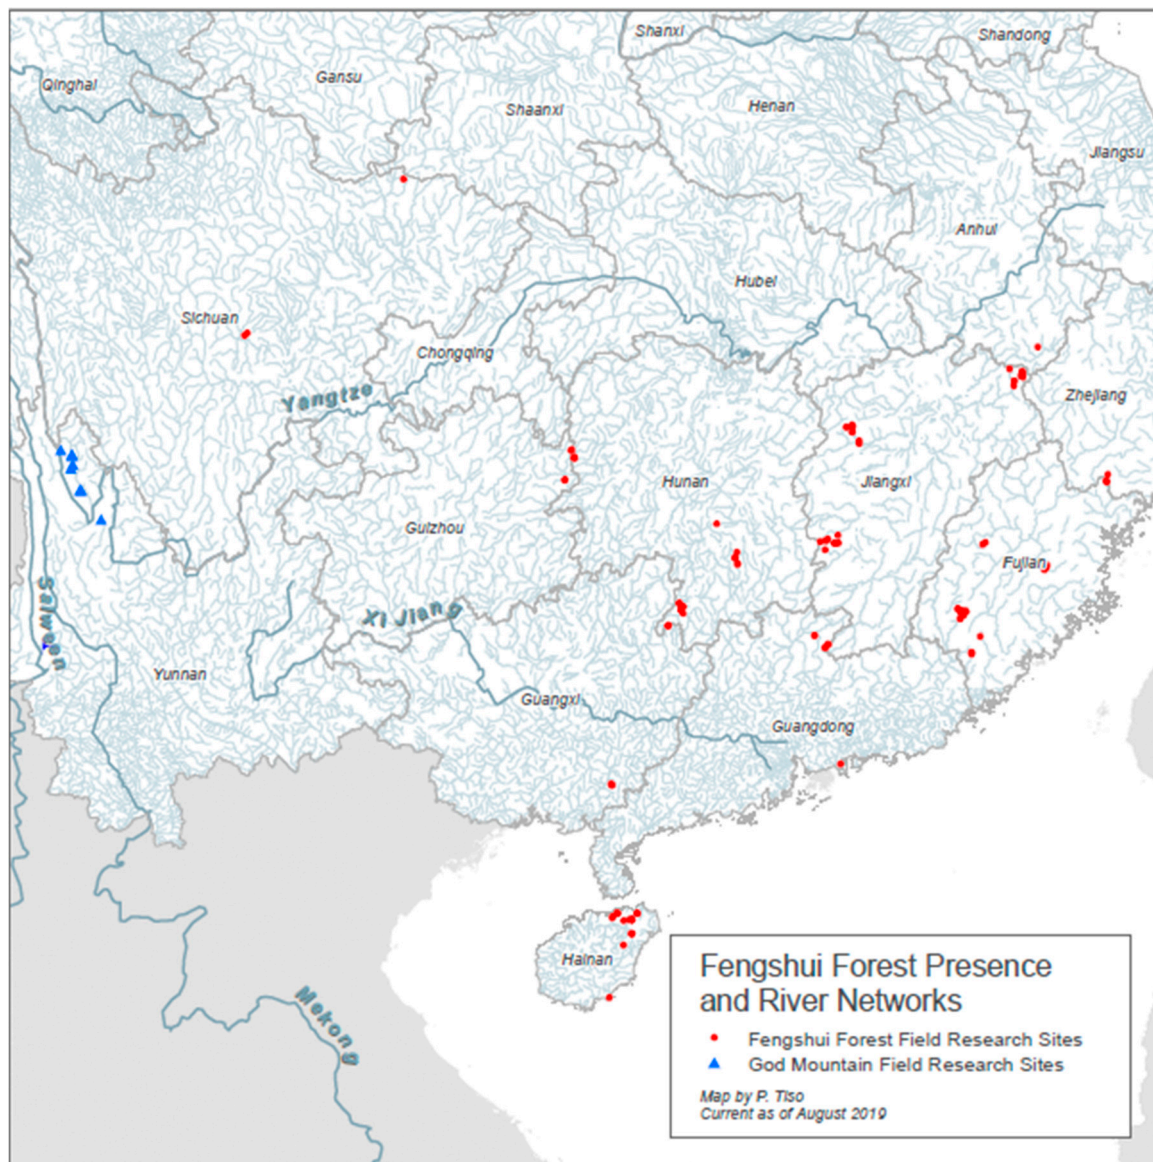 Shanxi
Shandong
Qinghai
Gansu
Shaanxi
Henan
Jiangsu
Anhui
Hubei
Sichuan
Chongqing
Yangtze
Zhejiang
Hunan
Jiangxi
Guizhou
Fujian
Salween
Xi Jiang
Yunnan
Guangxi
Guangdong
Hainan
Mekong
Fengshui Forest Presence
and River Networks
Fengshui Forest Field Research Sites
God Mountain Field Research Sites
Map by P. Tiso
Current as of August 2019